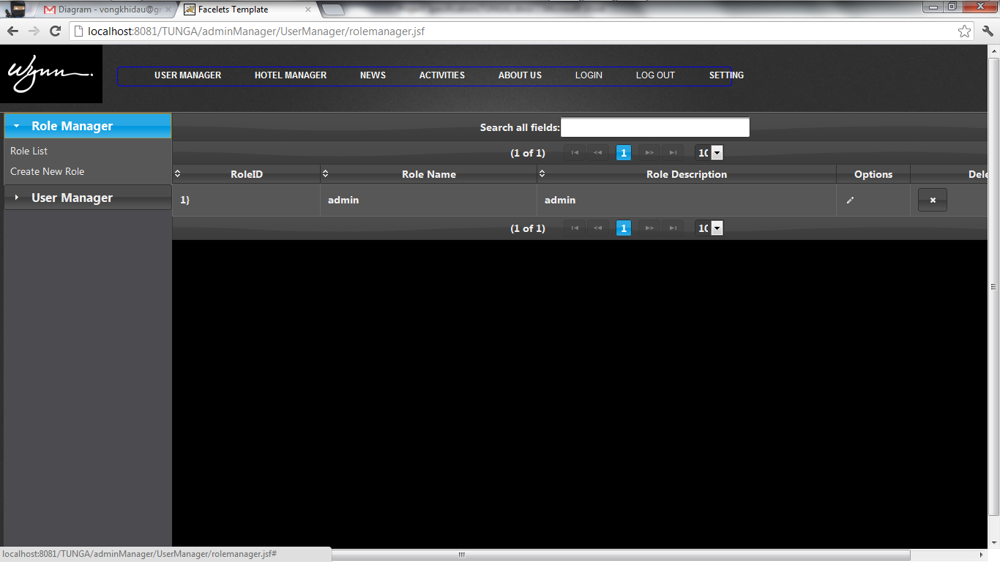 Diagram - vongkhidau@g
Facelets Template
localhost:8081/TUNGA/adminManager/UserManager/rolemanager.jsf
Wynn.
USER MANAGER HOTEL MANAGER NEWS ACTIVITIES ABOUT US LOGIN LOG OUT SETTING
Role Manager
Search all fields:
Role List
(1 of 1) 1 10
Create New Role
RoleID Role Name Role Description Options Dele
User Manager
1} admin admin
(1 of 1) 1 10
localhost:8081/TUNGA/adminManager/UserManager/rolemanager.jsf#